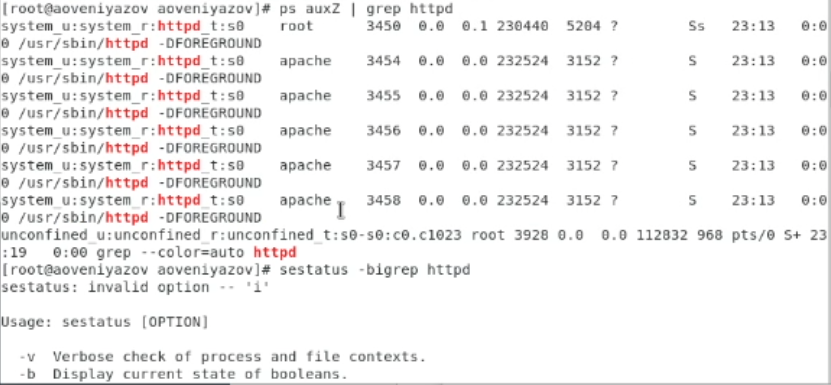 [root@aoveniyazov aoveniyazov]# ps auxZ | grep httpd
system_u:system_r:httpd_t:s0    root      3450  0.0  0.1 230440  5204 ?        Ss   23:13   0:0
0 /usr/sbin/httpd -DFOREGROUND
system_u:system_r:httpd_t:s0    apache    3454  0.0  0.0 232524  3152 ?        S    23:13   0:0
0 /usr/sbin/httpd -DFOREGROUND
system_u:system_r:httpd_t:s0    apache    3455  0.0  0.0 232524  3152 ?        S    23:13   0:0
0 /usr/sbin/httpd -DFOREGROUND
system_u:system_r:httpd_t:s0    apache    3456  0.0  0.0 232524  3152 ?        S    23:13   0:0
0 /usr/sbin/httpd -DFOREGROUND
system_u:system_r:httpd_t:s0    apache    3457  0.0  0.0 232524  3152 ?        S    23:13   0:0
0 /usr/sbin/httpd -DFOREGROUND
system_u:system_r:httpd_t:s0    apache    3458  0.0  0.0 232524  3152 ?        S    23:13   0:0
0 /usr/sbin/httpd -DFOREGROUND
unconfined_u:unconfined_r:unconfined_t:s0-s0:c0.c1023 root 3928 0.0  0.0 112832 968 pts/0 S+ 23
:19   0:00 grep --color=auto httpd
[root@aoveniyazov aoveniyazov]# sestatus -bigrep httpd
sestatus: invalid option -- 'i'
Usage: sestatus [OPTION]
-v  Verbose check of process and file contexts.
-b  Display current state of booleans.